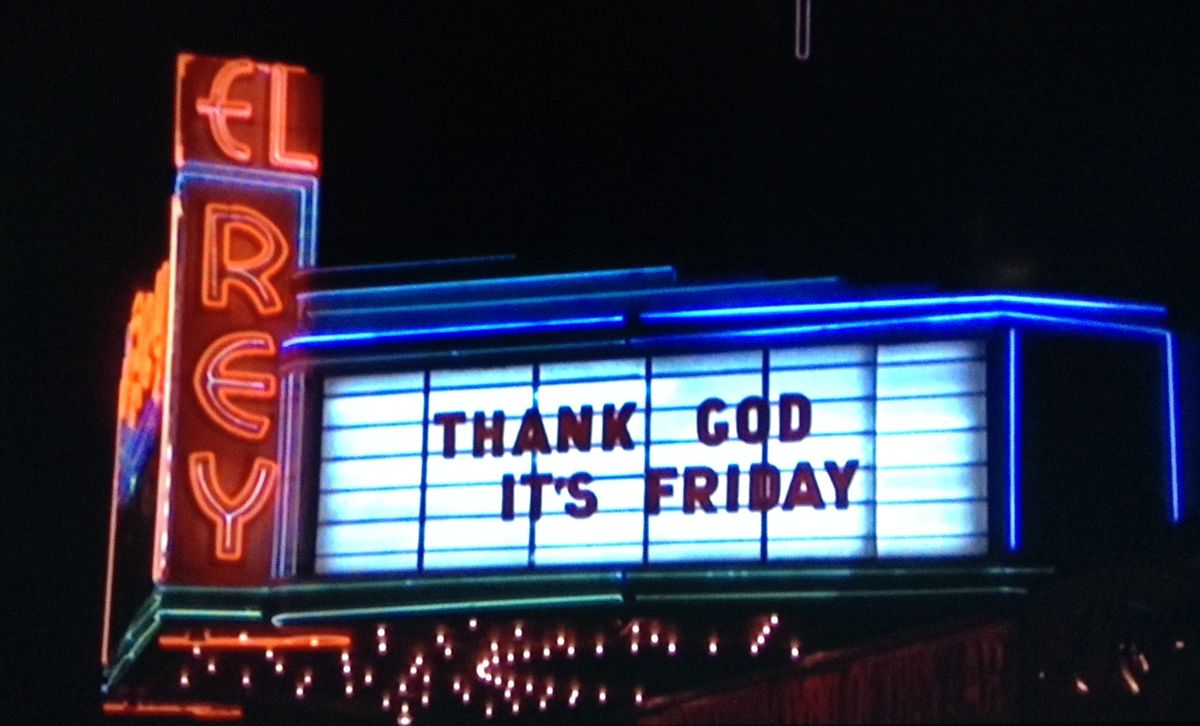 EL
REY
THANK GOD
IT'S FRIDAY